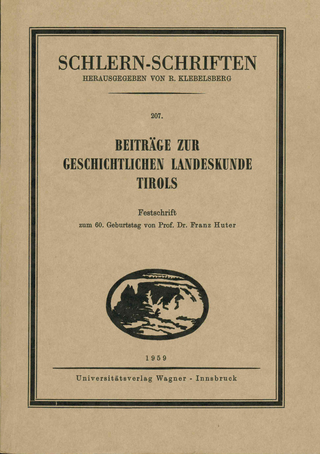 SCHLERN-SCHRIFTEN
HERAUSGEGEBEN VON R. KLEBELSBERG
207.
BEITRÄGE ZUR
GESCHICHTLICHEN LANDESKUNDE
TIROLS
Festschrift
zum 60. Geburtstag von Prof. Dr. Franz Huter
1959
Universitätsverlag Wagner - Innsbruck